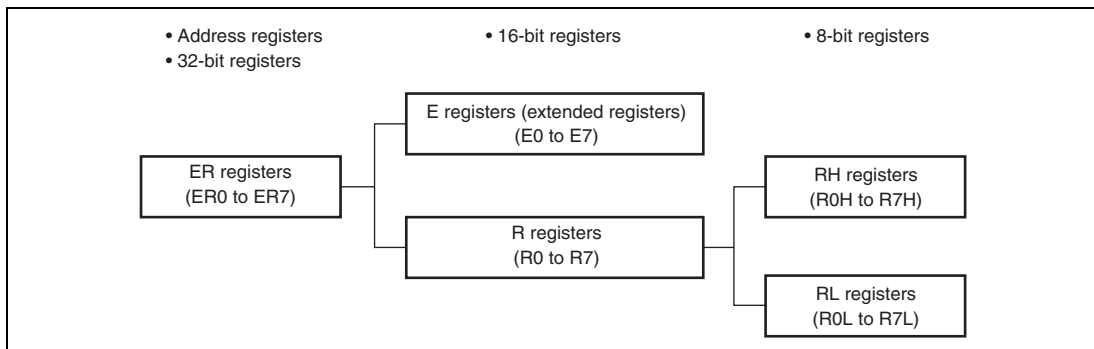 • Address registers
• 32-bit registers
• 16-bit registers
• 8-bit registers
E registers (extended registers)
(E0 to E7)
ER registers
(ER0 to ER7)
RH registers
(R0H to R7H)
R registers
(R0 to R7)
RL registers
(R0L to R7L)